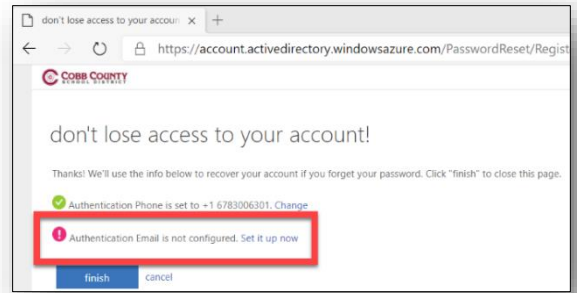 don't lose access to your accoun
https://account.activedirectory.windowsazure.com/PasswordReset/Regist
COBB COUNTY
SCHOOL DISTRICT
don't lose access to your account!
Thanks! We'll use the info below to recover your account if you forget your password. Click "finish" to close this page.
Authentication Phone is set to +1 6783006301. Change
Authentication Email is not configured. Set it up now
finish cancel